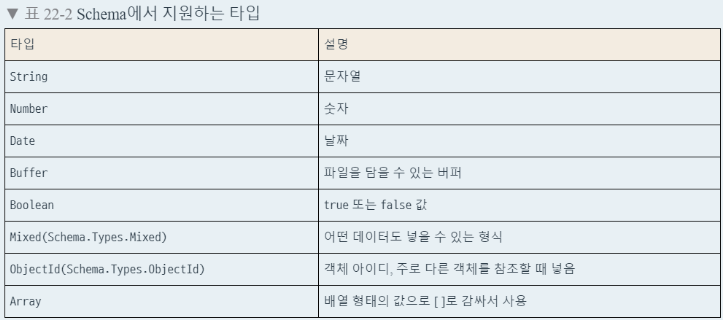 ▼ 표 22-2 Schema에서 지원하는 타입
타입 설명
String 문자열
Number 숫자
Date 날짜
Buffer 파일을 담을 수 있는 버퍼
Boolean true 또는 false 값
Mixed(Schema.Types.Mixed) 어떤 데이터도 넣을 수 있는 형식
ObjectId(Schema.Types.ObjectId) 객체 아이디, 주로 다른 객체를 참조할 때 넣음
Array 배열 형태의 값으로 [ ]로 감싸서 사용